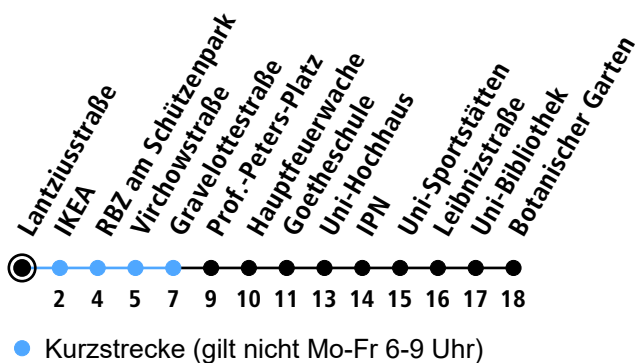 Lantziusstraße
IKEA
RBZ am Schützenpark
Virchowstraße
Gravelottestraße
Prof.-Peters-Platz
Hauptfeuerwache
Goetheschule
Uni-Hochhaus
IPN
Uni-Sportstätten
Leibnizstraße
Uni-Bibliothek
Botanischer Garten
2 4 5 7 9 10 11 13 14 15 16 17 18
Kurzstrecke (gilt nicht Mo-Fr 6-9 Uhr)